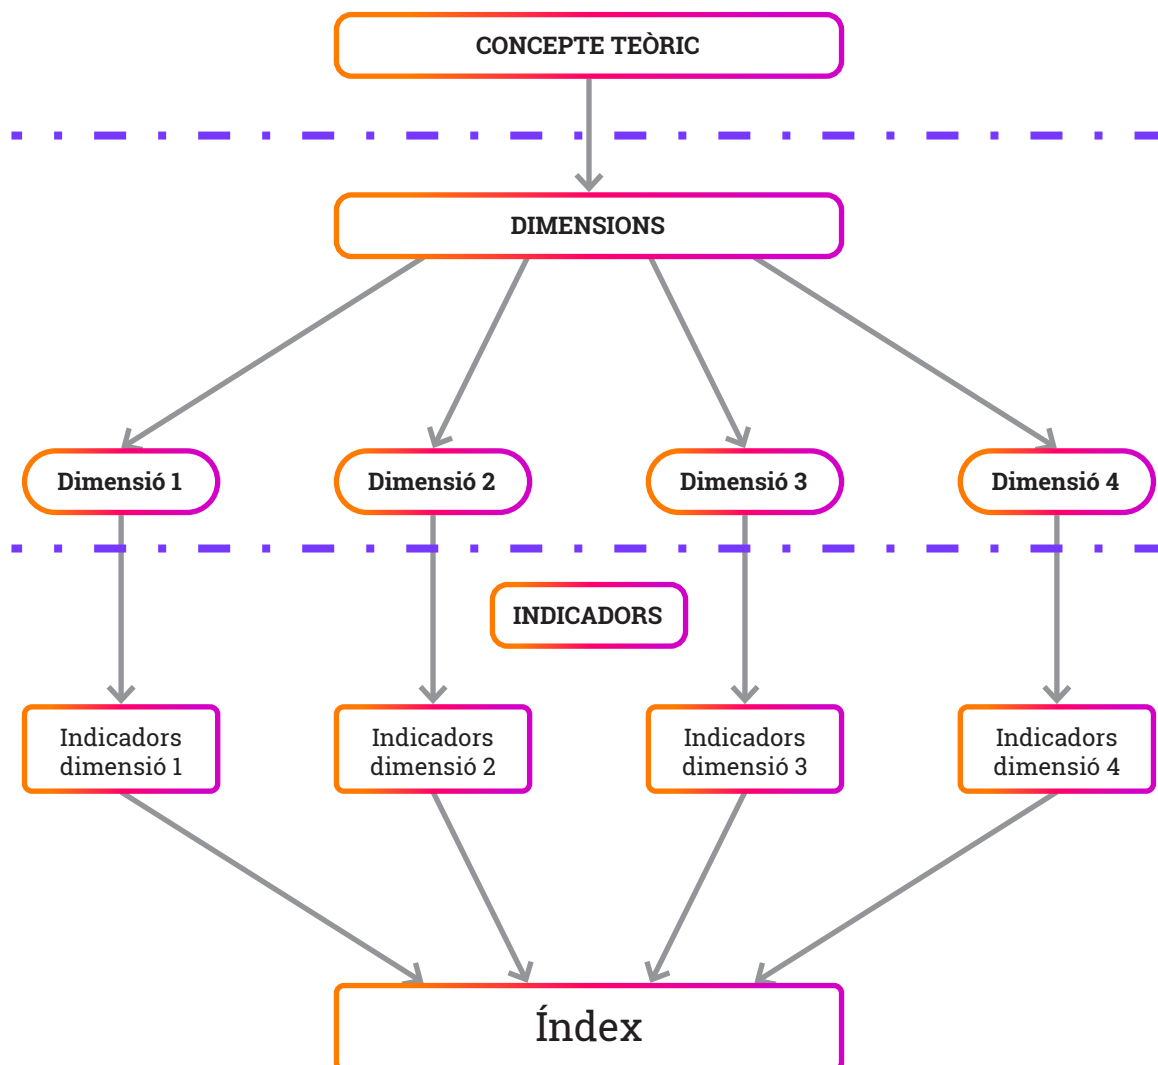 CONCEPTE TEÒRIC
DIMENSIONS
Dimensió 1
Dimensió 2
Dimensió 3
Dimensió 4
INDICADORS
Indicadors
dimensió 1
Indicadors
dimensió 2
Indicadors
dimensió 3
Indicadors
dimensió 4
Índex